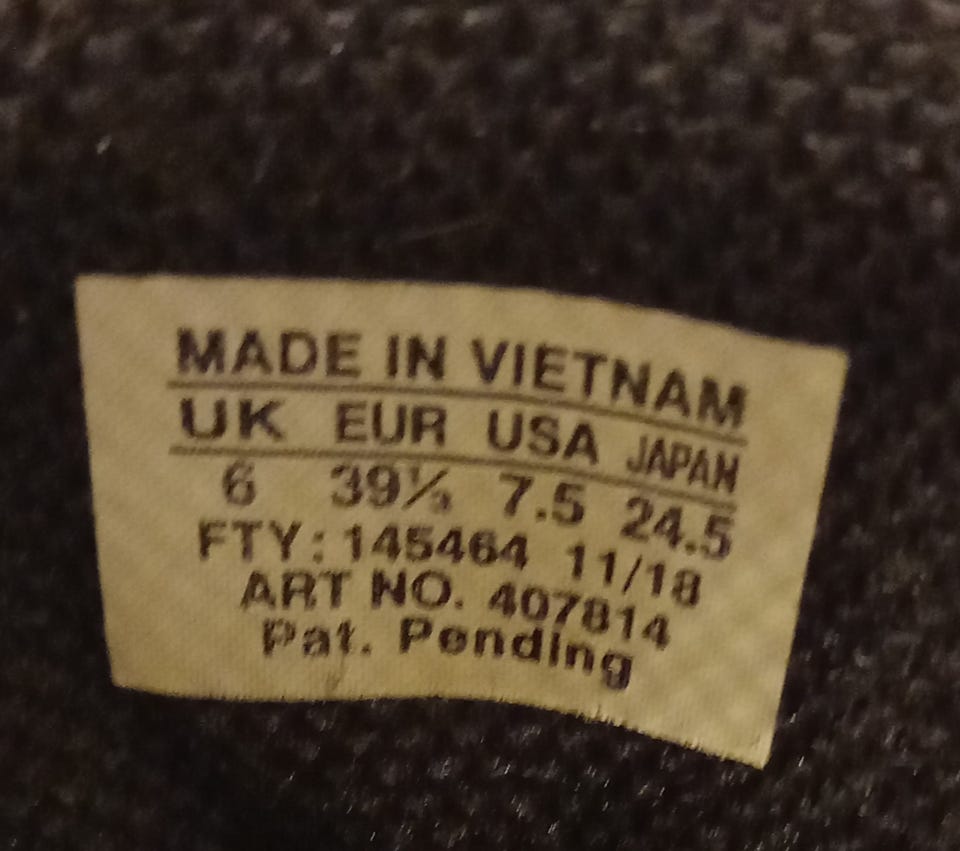 MADE IN VIETNAM
UK EUR USA JAPAN
6 39⅓ 7.5 24.5
FTY: 145464 11/18
ART NO. 407814
Pat. Pending